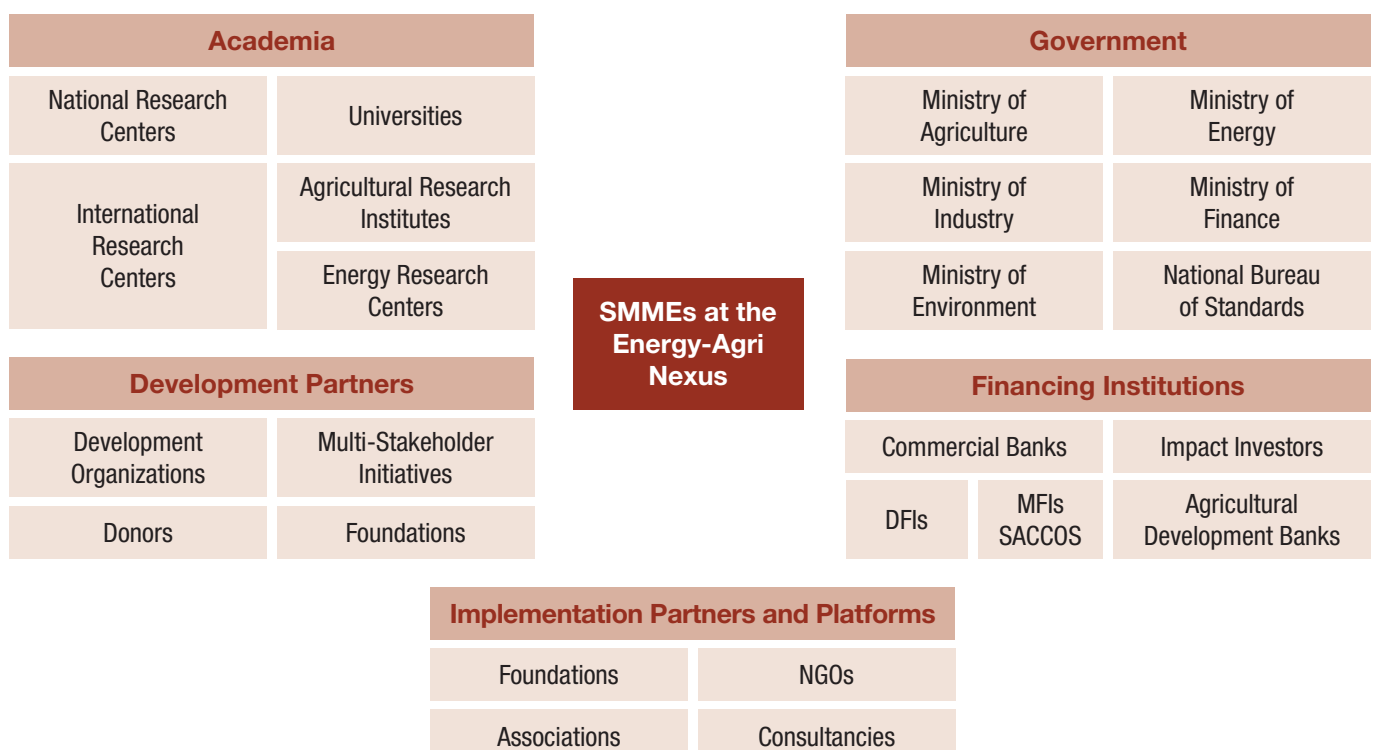 Academia
National Research
Centers
Universities
International
Research
Centers
Agricultural Research
Institutes
Energy Research
Centers
Government
Ministry of
Agriculture
Ministry of
Energy
Ministry of
Industry
Ministry of
Finance
Ministry of
Environment
National Bureau
of Standards
SMMEs at the
Energy-Agri
Nexus
Development Partners
Development
Organizations
Multi-Stakeholder
Initiatives
Donors
Foundations
Financing Institutions
Commercial Banks
Impact Investors
DFIs
MFIs
SACCOS
Agricultural
Development Banks
Implementation Partners and Platforms
Foundations
NGOs
Associations
Consultancies